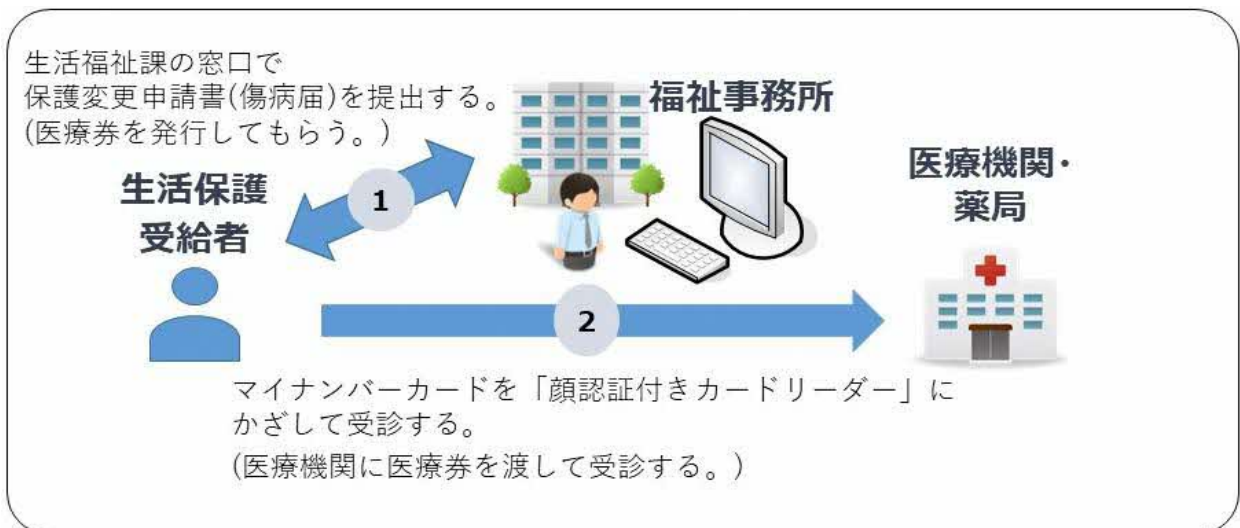 生活福祉課の窓口で
保護変更申請書(傷病届)を提出する。
(医療券を発行してもらう。)
福祉事務所
医療機関・
薬局
生活保護
受給者
1
2
マイナンバーカードを「顔認証付きカードリーダー」に
かざして受診する。
(医療機関に医療券を渡して受診する。)